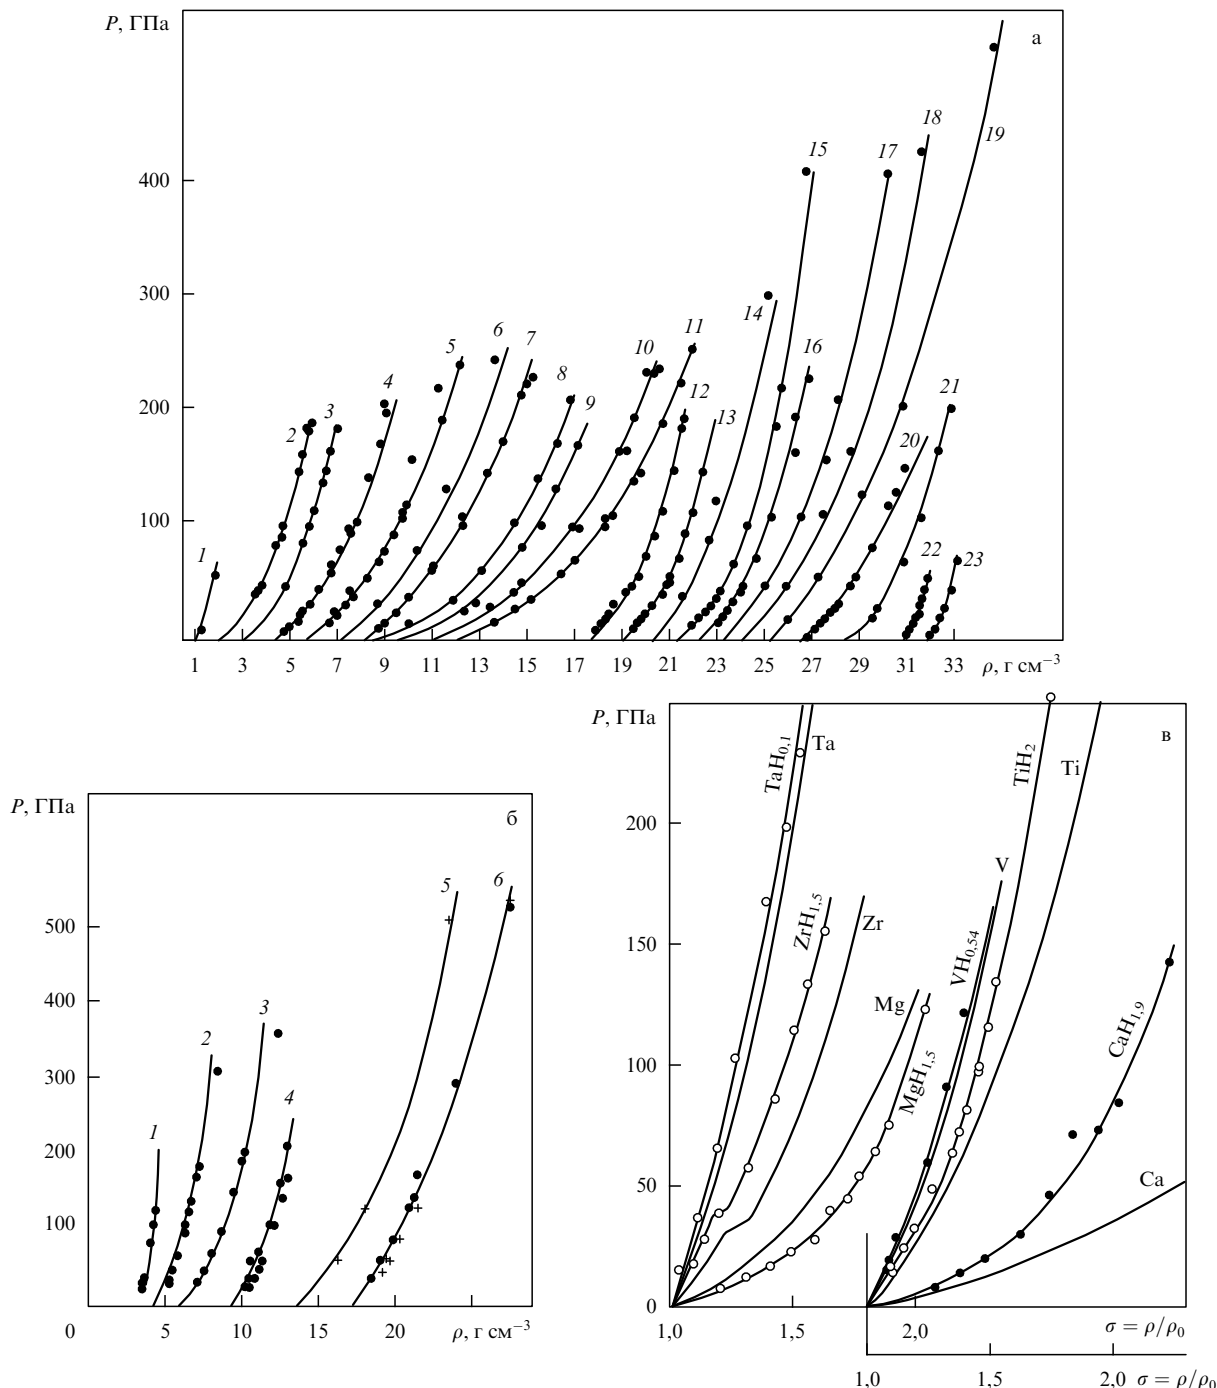 P, ГПа
а
400
300
200
100
1
2
3
4
5
6
7
8
9
10
11
12
13
14
15
16
17
18
19
20
21
22
23
1 3 5 7 9 11 13 15 17 19 21 23 25 27 29 31 33 ρ, г см⁻³
P, ГПа
б
500
400
300
200
100
0
1
2
3
4
5
6
5 10 15 20 ρ, г см⁻³
P, ГПа
в
200
150
100
50
0
TaH₀,₁
Ta
ZrH₁,₅
Zr
Mg
MgH₁,₅
VH₀,₅₄
V
TiH₂
Ti
CaH₁,₉
Ca
1,0 1,5 2,0 σ = ρ/ρ₀
1,0 1,5 2,0 σ = ρ/ρ₀